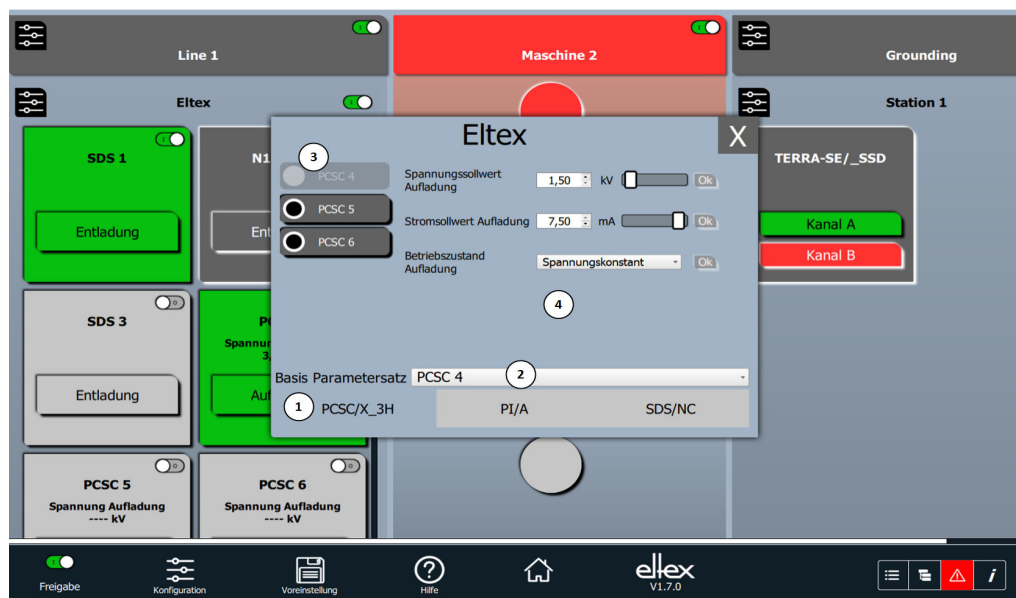 Line 1
Maschine 2
Grounding
Eltex
Station 1
Eltex
X
SDS 1
N1
3
PCSC 4
Spannungssollwert
Aufladung
1,50
kV
Ok
TERRA-SE/_SSD
PCSC 5
Stromsollwert Aufladung
7,50
mA
Ok
Entladung
Ent
Kanal A
PCSC 6
Betriebszustand
Aufladung
Spannungskonstant
Ok
Kanal B
4
SDS 3
P
Spannur
3,
Basis Parametersatz
PCSC 4
2
Entladung
Au
1
PCSC/X_3H
PI/A
SDS/NC
PCSC 5
PCSC 6
Spannung Aufladung
---- kV
Spannung Aufladung
---- kV
Freigabe
Konfiguration
Voreinstellung
Hilfe
eltex
V1.7.0
i